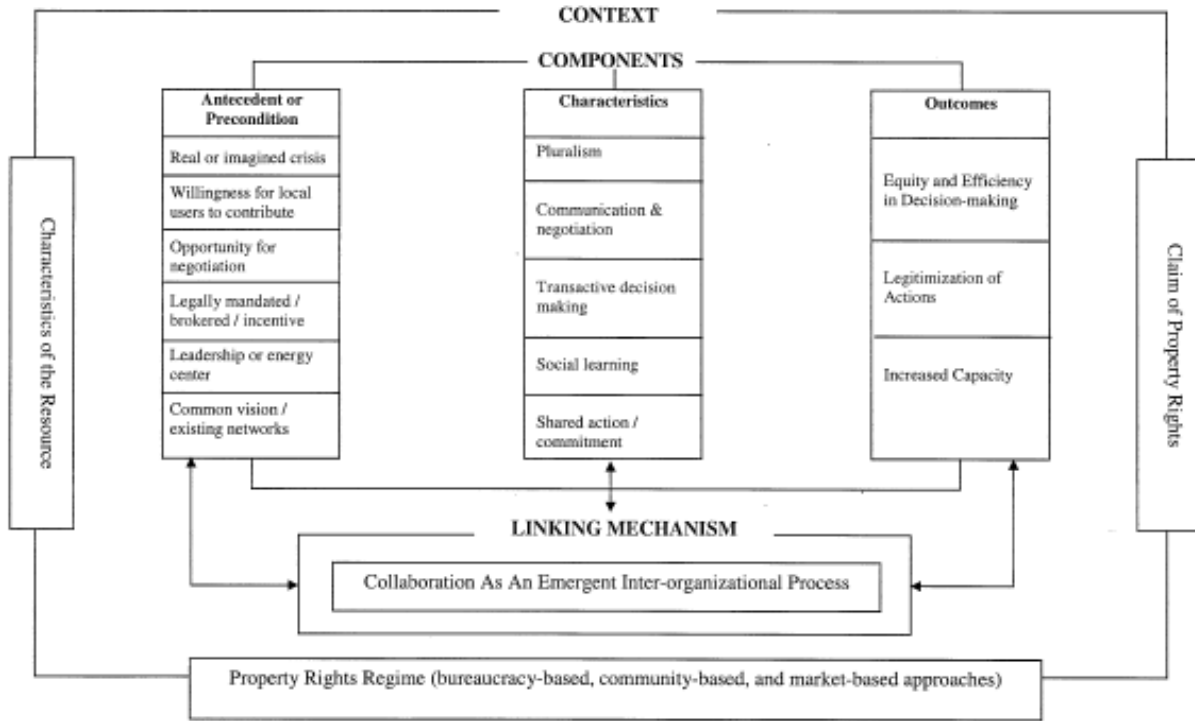 CONTEXT
COMPONENTS
Antecedent or
Precondition
Real or imagined crisis
Willingness for local
users to contribute
Opportunity for
negotiation
Legally mandated /
brokered / incentive
Leadership or energy
center
Common vision /
existing networks
Characteristics
Pluralism
Communication &
negotiation
Transactive decision
making
Social learning
Shared action /
commitment
Outcomes
Equity and Efficiency
in Decision-making
Legitimization of
Actions
Increased Capacity
Characteristics of the Resource
Claim of Property Rights
LINKING MECHANISM
Collaboration As An Emergent Inter-organizational Process
Property Rights Regime (bureaucracy-based, community-based, and market-based approaches)